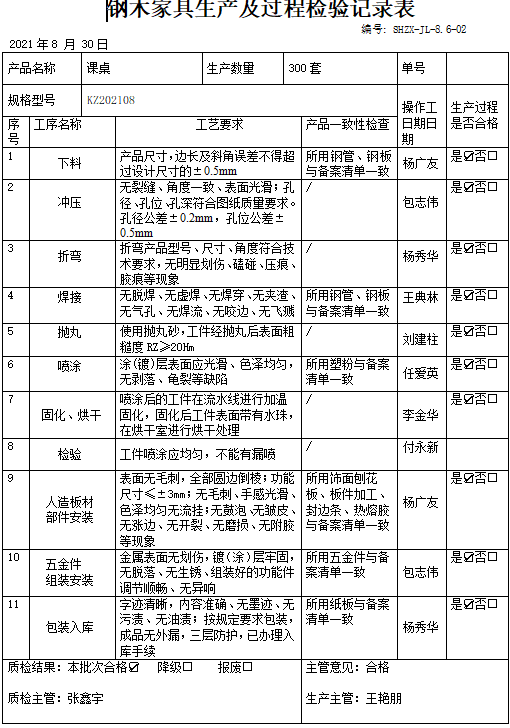 钢木家具生产及过程检验记录表
编号: SHZX-JL-8.6-02
2021年8 月 30日
产品名称 课桌 生产数量 300套 单号
规格型号 KZ202108 操作工日期日期 生产过程是否合格
序号 工序名称 工艺要求 产品一致性检查
1 下料 产品尺寸,边长及斜角误差不得超过设计尺寸的±0.5mm 所用钢管、钢板与备案清单一致 杨广友 是☑否☐
2 冲压 无裂缝、角度一致、表面光滑;孔径、孔位、孔深符合图纸质量要求。孔径公差±0.2mm,孔位公差±0.5mm / 包志伟 是☑否☐
3 折弯 折弯产品型号、尺寸、角度符合技术要求,无明显划伤、磕碰、压痕、胶痕等现象 / 杨秀华 是☑否☐
4 焊接 无脱焊、无虚焊、无焊穿、无夹渣、无气孔、无焊流、无咬边、无飞溅 所用钢管、钢板与备案清单一致 王典林 是☑否☐
5 抛丸 使用抛丸砂,工件经抛丸后表面粗糙度RZ≥20Hm / 刘建柱 是☑否☐
6 喷涂 涂(镀)层表面应光滑、色泽均匀,无剥落、龟裂等缺陷 所用塑粉与备案清单一致 任爱英 是☑否☐
7 固化、烘干 喷涂后的工件在流水线进行加温固化,固化后工件表面带有水珠,在烘干室进行烘干处理 / 李金华 是☑否☐
8 检验 工件喷涂应均匀,不能有漏喷 / 付永新
9 人造板材部件安装 表面无毛刺,全部圆边倒棱;功能尺寸≤±3mm;无毛刺、手感光滑、色泽均匀无流挂;无鼓泡、无皱皮、无涨边、无开裂、无磨损、无附胶等现象 所用饰面刨花板、板件加工、封边条、热熔胶与备案清单一致 杨广友 是☑否☐
10 五金件组装安装 金属表面无划伤,镀(涂)层牢固,无脱落、无生锈、组装好的功能件调节顺畅、无异响 所用五金件与备案清单一致 包志伟 是☑否☐
11 包装入库 字迹清晰,内容准确、无墨迹、无污渍、无油渍;按规定要求包装,成品无外漏,三层防护,已办理入库手续 所用纸板与备案清单一致 杨秀华 是☑否☐
质检结果:本批次合格☑ 降级☐ 报废☐ 主管意见:合格
质检主管:张鑫宇 生产主管:王艳朋